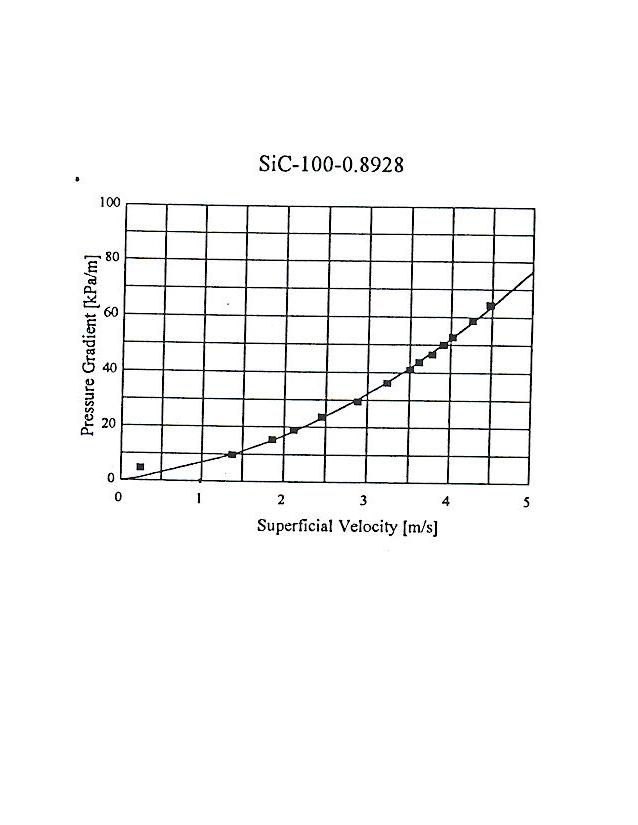 SiC-100-0.8928
100
80
60
40
20
0
Pressure Gradient [kPa/m]
0 1 2 3 4 5
Superficial Velocity [m/s]